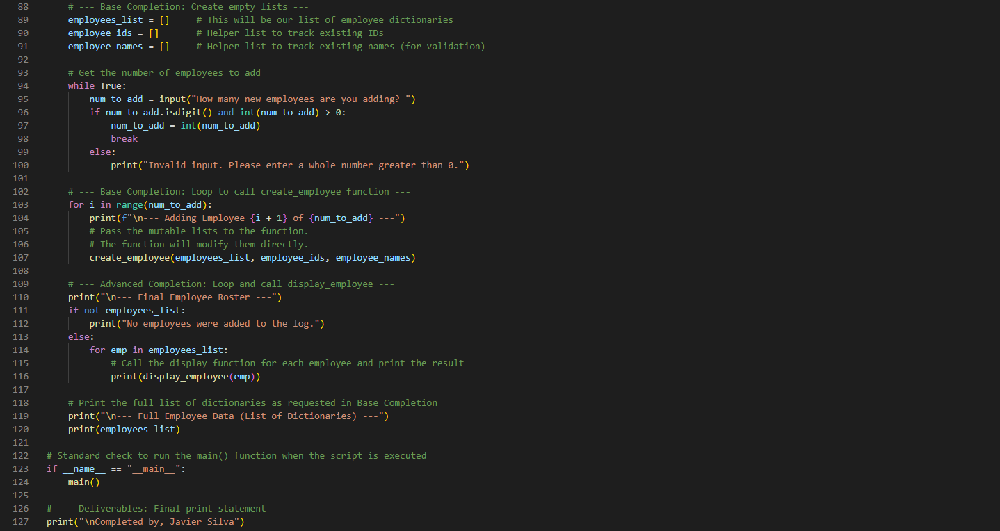 88 # --- Base Completion: Create empty lists ---
89 employees_list = [] # This will be our list of employee dictionaries
90 employee_ids = [] # Helper list to track existing IDs
91 employee_names = [] # Helper list to track existing names (for validation)
92
93 # Get the number of employees to add
94 while True:
95 num_to_add = input("How many new employees are you adding? ")
96 if num_to_add.isdigit() and int(num_to_add) > 0:
97 num_to_add = int(num_to_add)
98 break
99 else:
100 print("Invalid input. Please enter a whole number greater than 0.")
101
102 # --- Base Completion: Loop to call create_employee function ---
103 for i in range(num_to_add):
104 print(f"\n--- Adding Employee {i + 1} of {num_to_add} ---")
105 # Pass the mutable lists to the function.
106 # The function will modify them directly.
107 create_employee(employees_list, employee_ids, employee_names)
108
109 # --- Advanced Completion: Loop and call display_employee ---
110 print("\n--- Final Employee Roster ---")
111 if not employees_list:
112 print("No employees were added to the log.")
113 else:
114 for emp in employees_list:
115 # Call the display function for each employee and print the result
116 print(display_employee(emp))
117
118 # Print the full list of dictionaries as requested in Base Completion
119 print("\n--- Full Employee Data (List of Dictionaries) ---")
120 print(employees_list)
121
122 # Standard check to run the main() function when the script is executed
123 if __name__ == "__main__":
124 main()
125
126 # --- Deliverables: Final print statement ---
127 print("\nCompleted by, Javier Silva")